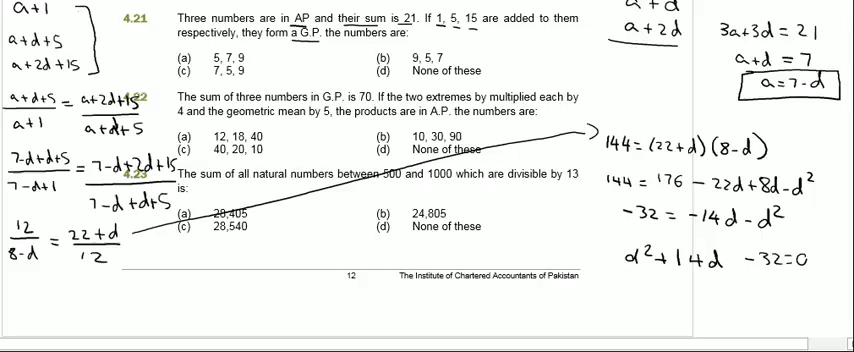 a+1
a+d+5
a+2d+15
a+d+5/a+1 = a+2d+15/a+d+5
7-d+d+5/7-d+1 = 7-d+2d+15/7-d+d+5
12/8-d = 22+d/12
4.21 Three numbers are in AP and their sum is 21. If 1, 5, 15 are added to them
respectively, they form a G.P. the numbers are:
(a) 5, 7, 9 (b) 9, 5, 7
(c) 7, 5, 9 (d) None of these
4.22 The sum of three numbers in G.P. is 70. If the two extremes by multiplied each by
4 and the geometric mean by 5, the products are in A.P. the numbers are:
(a) 12, 18, 40 (b) 10, 30, 90
(c) 40, 20, 10 (d) None of these
4.23 The sum of all natural numbers between 500 and 1000 which are divisible by 13
is:
(a) 28,405 (b) 24,805
(c) 28,540 (d) None of these
12 The Institute of Chartered Accountants of Pakistan
a+d
a+2d
3a+3d=21
a+d=7
a=7-d
144=(22+d)(8-d)
144=176-22d+8d-d²
-32=-14d-d²
d²+14d-32=0